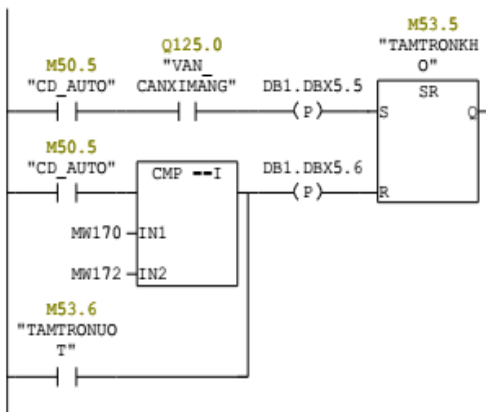 M53.5
"TAMTRONKH
O"
Q125.0
"VAN_
CANXIMANG"
M50.5
"CD_AUTO"
DB1.DBX5.5
SR
(P)
S
Q
M50.5
"CD_AUTO"
CMP ==I
DB1.DBX5.6
(P)
R
MW170
IN1
MW172
IN2
M53.6
"TAMTRONUO
T"